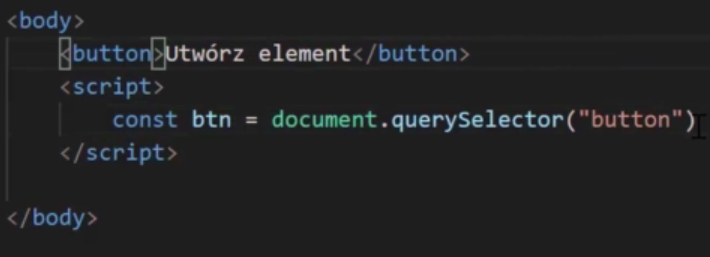 <body>
<button>Utwórz element</button>
<script>
const btn = document.querySelector("button")
</script>
</body>